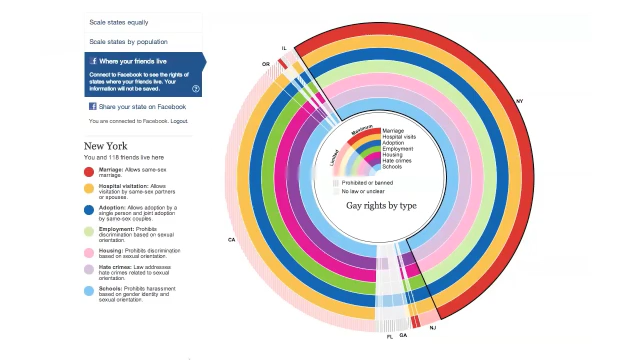 Scale states equally
Scale states by population
Where your friends live
Connect to Facebook to see the rights of
states where your friends live. Your
information will not be saved.
?
Share your state on Facebook
You are connected to Facebook. Logout.
New York
You and 118 friends live here
Marriage: Allows same-sex
marriage.
Hospital visitation: Allows
visitation by same-sex partners
or spouses.
Adoption: Allows adoption by a
single person and joint adoption
by same-sex couples.
Employment: Prohibits
discrimination based on sexual
orientation.
Housing: Prohibits discrimination
based on sexual orientation.
Hate crimes: Law addresses
hate crimes related to sexual
orientation.
Schools: Prohibits harassment
based on gender identity and
sexual orientation.
IL
OR
NY
CA
FL
GA
NJ
Maximum
Limited
Marriage
Hospital visits
Adoption
Employment
Housing
Hate crimes
Schools
Prohibited or banned
No law or unclear
Gay rights by type